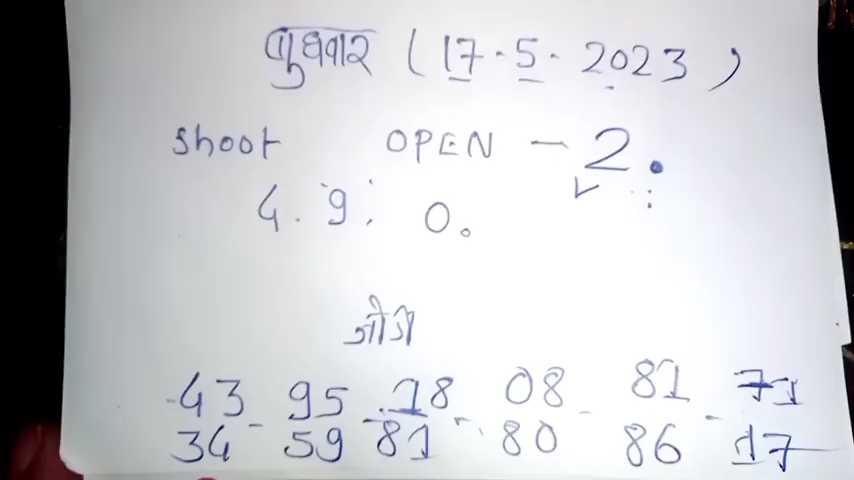 बुधवार (17.5.2023)
shoot OPEN - 2.
4.9: 0.
जोडी
43 - 95 - 18 - 08 - 81 - 71
34 59 81 80 86 17